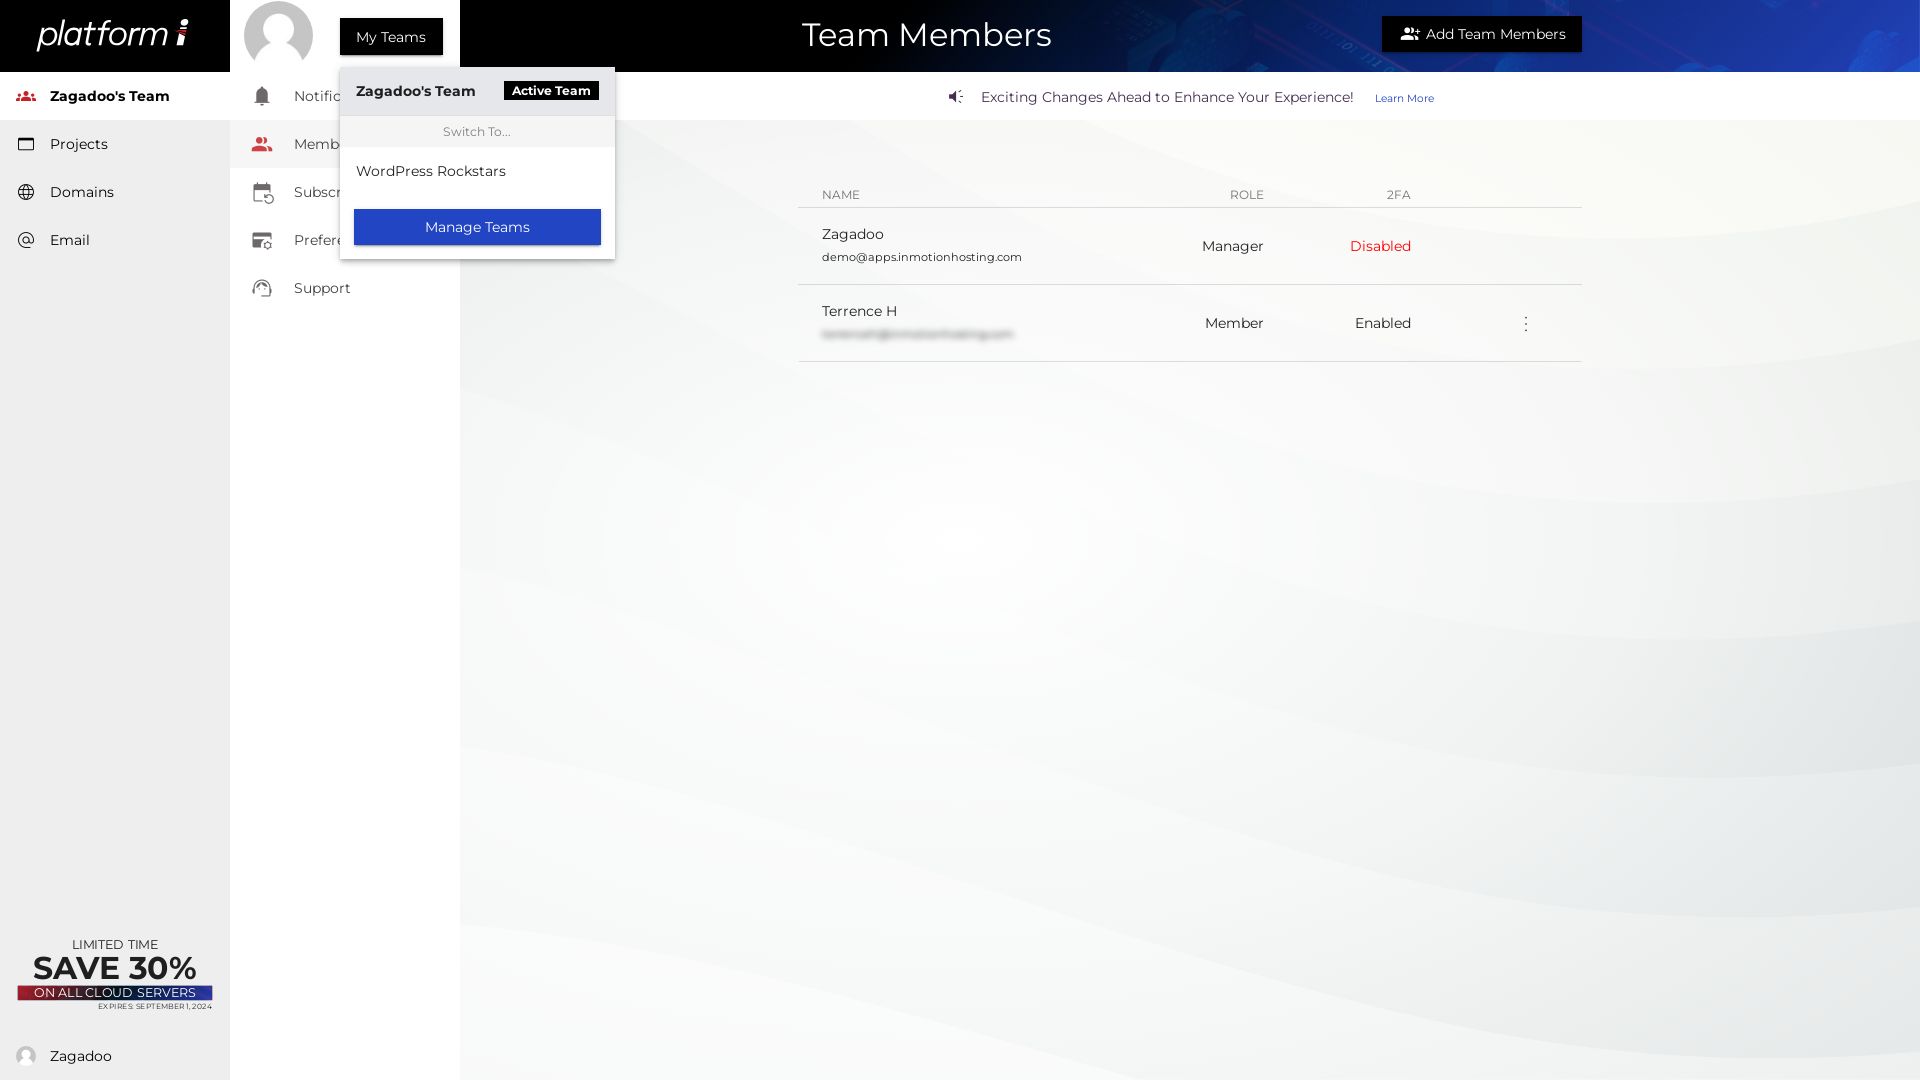 platform i
My Teams
Team Members
Add Team Members
Zagadoo's Team
Projects
Domains
Email
Notific
Memb
Subscr
Prefere
Support
Zagadoo's Team Active Team
Switch To...
WordPress Rockstars
Manage Teams
Exciting Changes Ahead to Enhance Your Experience! Learn More
NAME ROLE 2FA
Zagadoo
demo@apps.inmotionhosting.com
Manager Disabled
Terrence H
Member Enabled
LIMITED TIME
SAVE 30%
ON ALL CLOUD SERVERS
EXPIRES: SEPTEMBER 1, 2024
Zagadoo